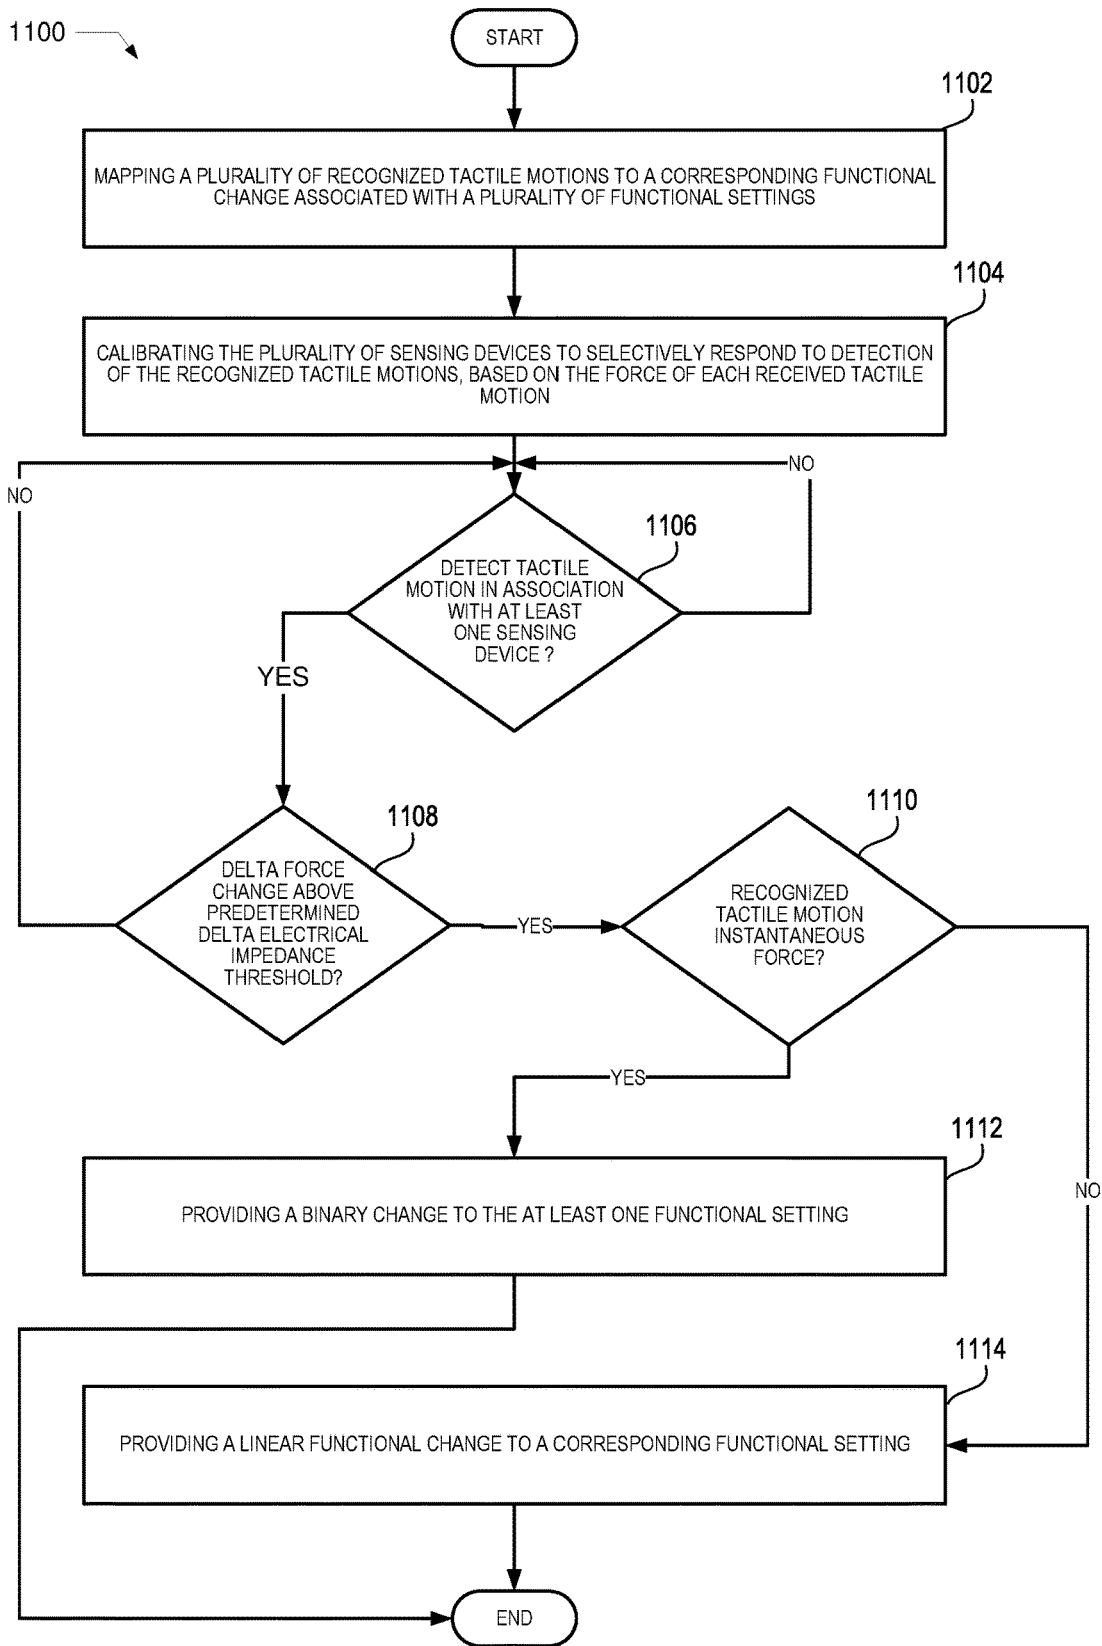 1100
START
1102
MAPPING A PLURALITY OF RECOGNIZED TACTILE MOTIONS TO A CORRESPONDING FUNCTIONAL
CHANGE ASSOCIATED WITH A PLURALITY OF FUNCTIONAL SETTINGS
1104
CALIBRATING THE PLURALITY OF SENSING DEVICES TO SELECTIVELY RESPOND TO DETECTION
OF THE RECOGNIZED TACTILE MOTIONS, BASED ON THE FORCE OF EACH RECEIVED TACTILE
MOTION
NO
NO
1106
DETECT TACTILE
MOTION IN ASSOCIATION
WITH AT LEAST
ONE SENSING
DEVICE ?
YES
1108
DELTA FORCE
CHANGE ABOVE
PREDETERMINED
DELTA ELECTRICAL
IMPEDANCE
THRESHOLD?
YES
1110
RECOGNIZED
TACTILE MOTION
INSTANTANEOUS
FORCE?
YES
NO
1112
PROVIDING A BINARY CHANGE TO THE AT LEAST ONE FUNCTIONAL SETTING
1114
PROVIDING A LINEAR FUNCTIONAL CHANGE TO A CORRESPONDING FUNCTIONAL SETTING
END